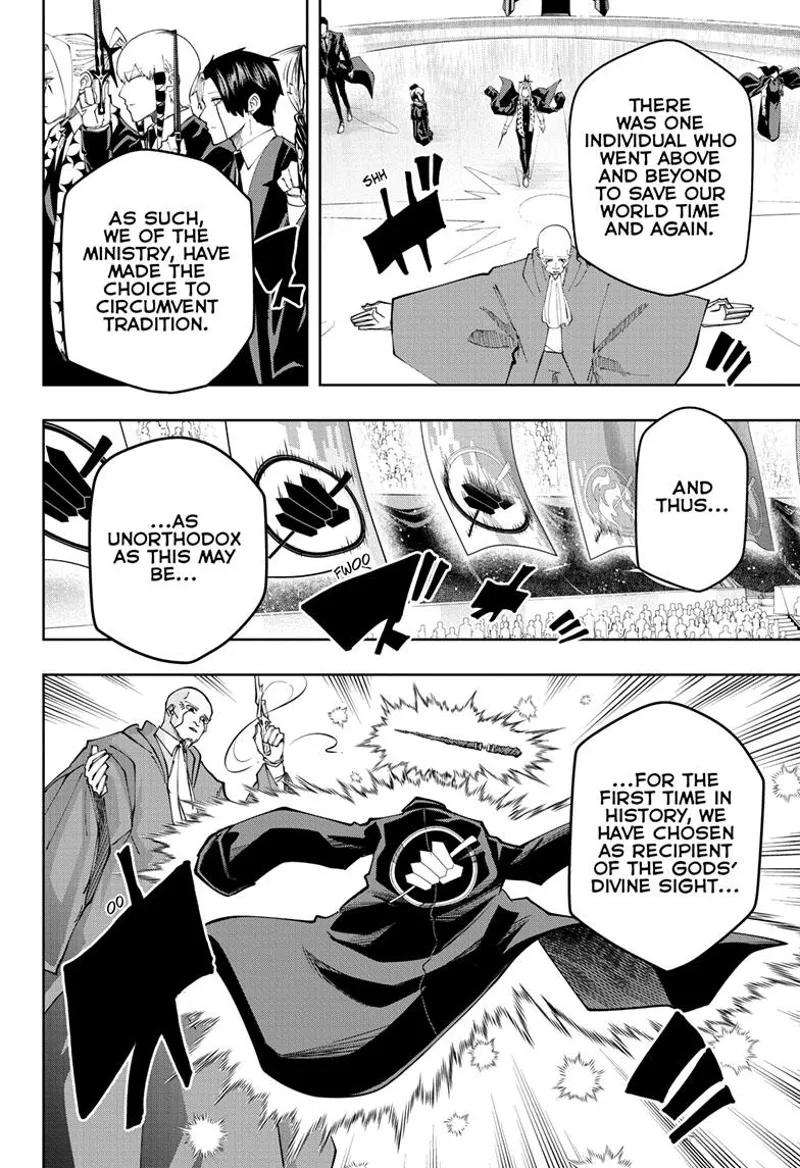 THERE
WAS ONE
INDIVIDUAL WHO
WENT ABOVE
AND BEYOND
TO SAVE OUR
WORLD TIME
AND AGAIN.
SHH
AS SUCH,
WE OF THE
MINISTRY, HAVE
MADE THE
CHOICE TO
CIRCUMVENT
TRADITION.
AND
THUS...
...AS
UNORTHODOX
AS THIS MAY
BE...
FWOO
...FOR THE
FIRST TIME IN
HISTORY, WE
HAVE CHOSEN
AS RECIPIENT
OF THE GODS'
DIVINE SIGHT...
OO